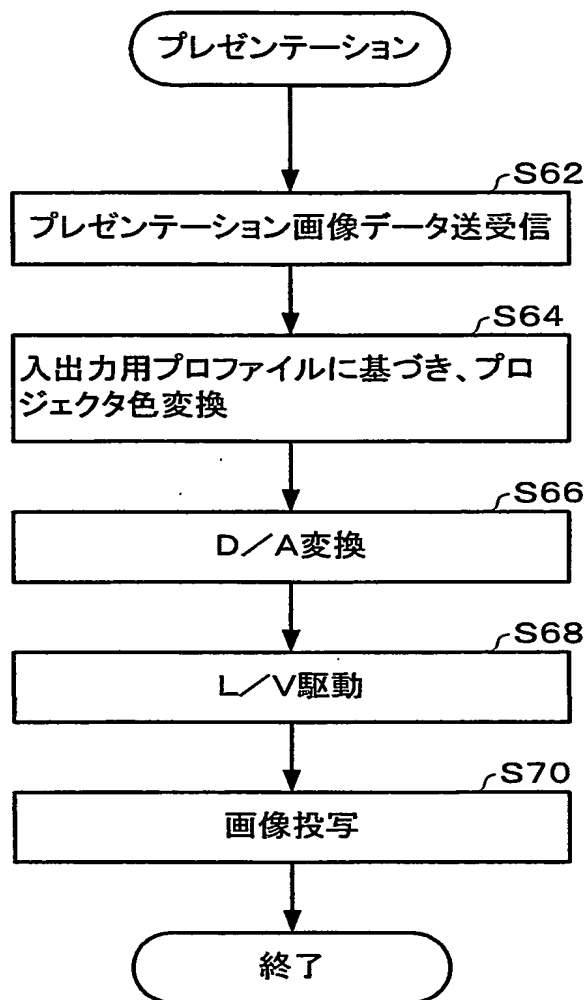 プレゼンテーション
S62
プレゼンテーション画像データ送受信
S64
入出力用プロファイルに基づき、プロ
ジェクタ色変換
S66
D／A変換
S68
L／V駆動
S70
画像投写
終了